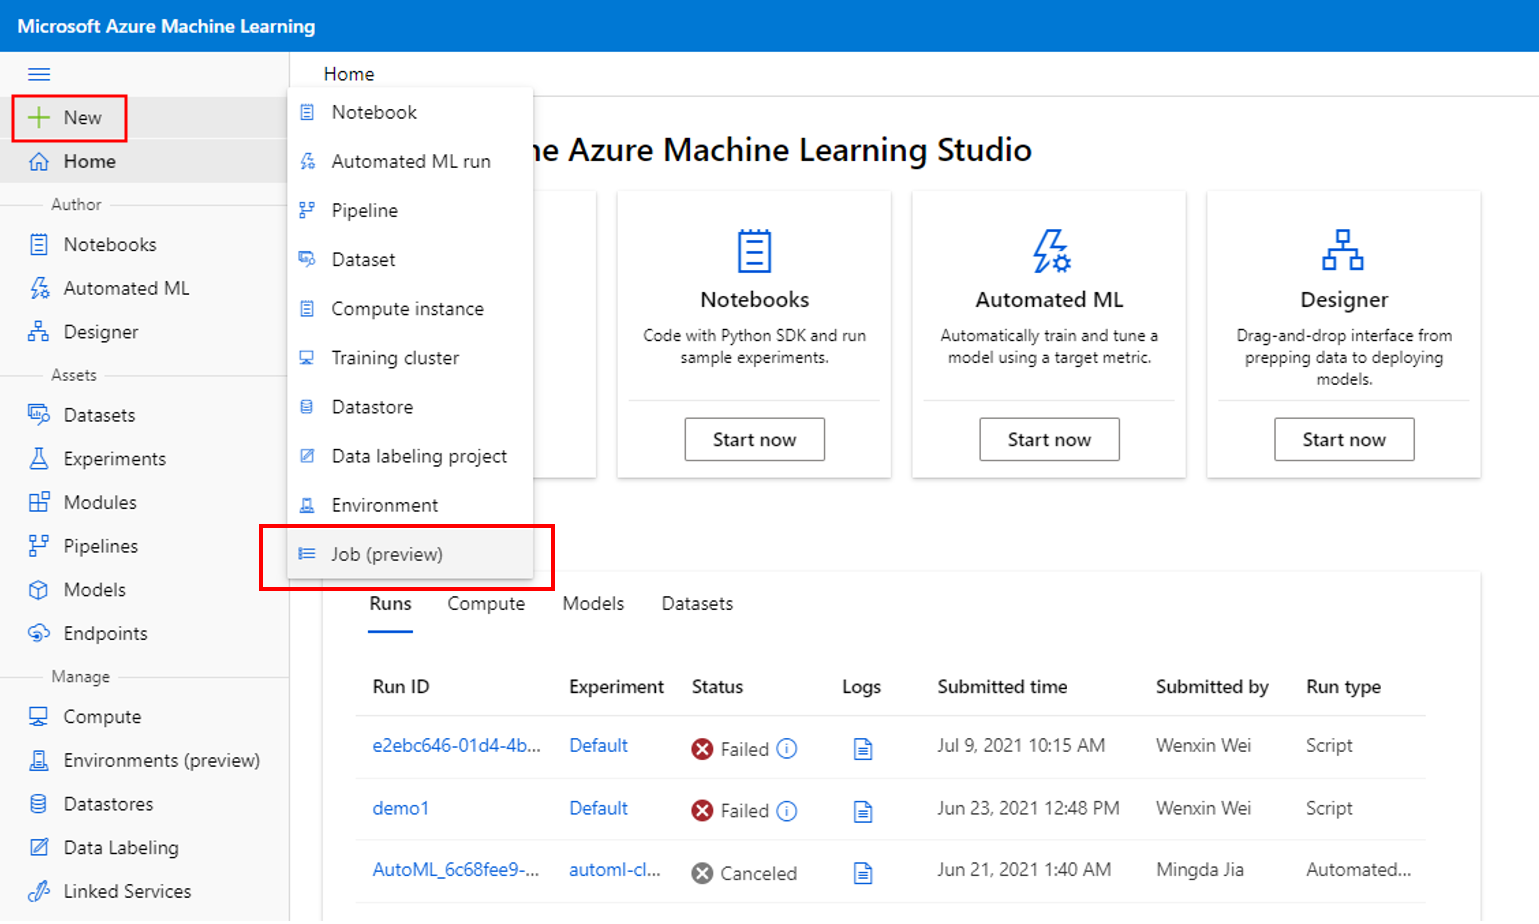 Microsoft Azure Machine Learning
New
Home
Author
Notebooks
Automated ML
Designer
Assets
Datasets
Experiments
Modules
Pipelines
Models
Endpoints
Manage
Compute
Environments (preview)
Datastores
Data Labeling
Linked Services
Home
Notebook
Automated ML run
Pipeline
Dataset
Compute instance
Training cluster
Datastore
Data labeling project
Environment
Job (preview)
Azure Machine Learning Studio
Notebooks
Code with Python SDK and run
sample experiments.
Start now
Automated ML
Automatically train and tune a
model using a target metric.
Start now
Designer
Drag-and-drop interface from
prepping data to deploying
models.
Start now
Runs Compute Models Datasets
Run ID Experiment Status Logs Submitted time Submitted by Run type
e2ebc646-01d4-4b... Default Failed Jul 9, 2021 10:15 AM Wenxin Wei Script
demo1 Default Failed Jun 23, 2021 12:48 PM Wenxin Wei Script
AutoML_6c68fee9-... automl-cl... Canceled Jun 21, 2021 1:40 AM Mingda Jia Automated...